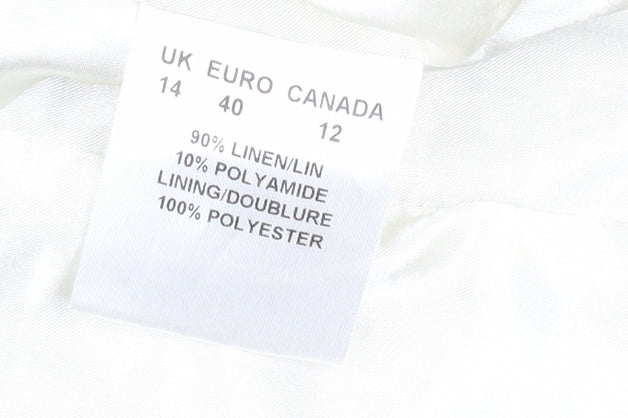 UK EURO CANADA
14 40 12
90% LINEN/LIN
10% POLYAMIDE
LINING/DOUBLURE
100% POLYESTER